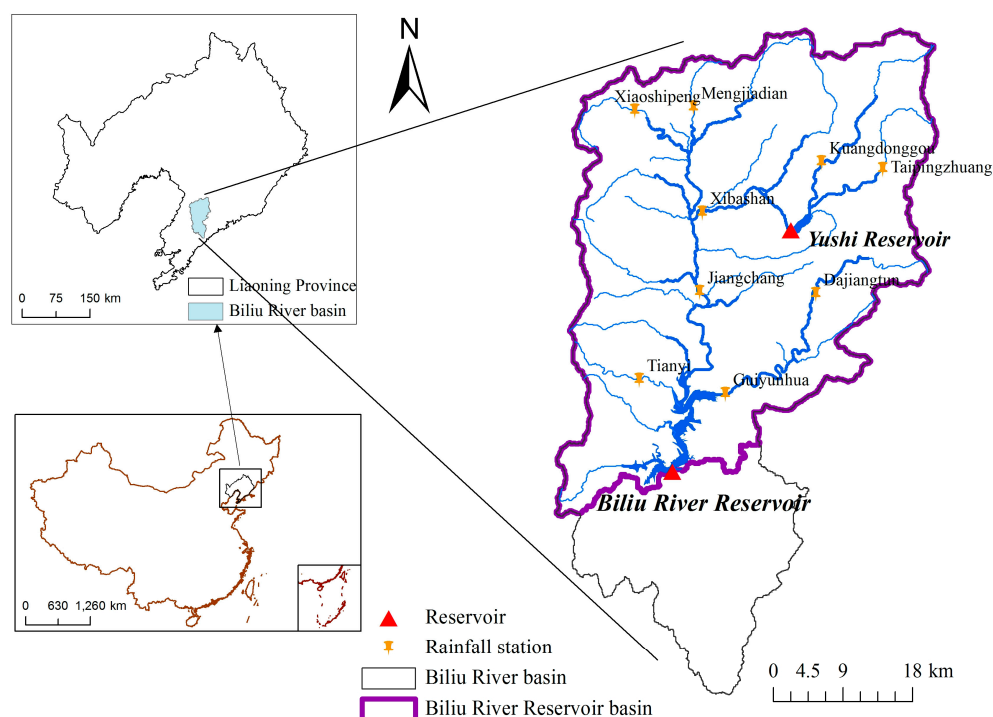 N
Liaoning Province
Biliu River basin
0 75 150 km
0 630 1,260 km
Xiaoshipeng
Mengjiadian
Kuangdonggou
Taipingzhuang
Xibashan
Yushi Reservoir
Jiangchang
Dajiangtun
Tianyi
Guiyunhua
Biliu River Reservoir
Reservoir
Rainfall station
Biliu River basin
Biliu River Reservoir basin
0 4.5 9 18 km